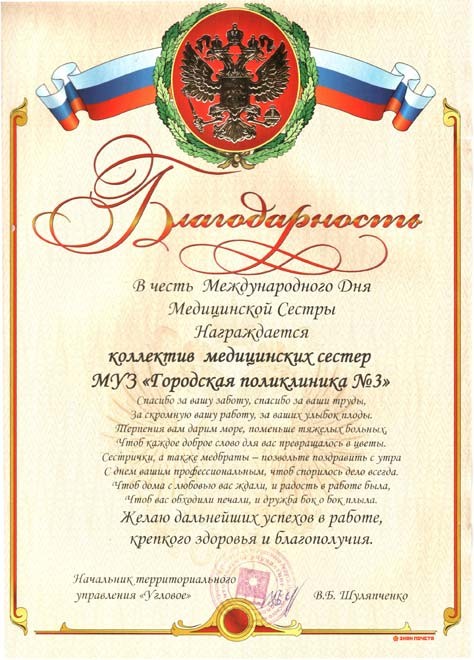 Благодарность
В честь Международного Дня
Медицинской Сестры
Награждается
коллектив медицинских сестер
МУЗ «Городская поликлиника №3»
Спасибо за вашу заботу, спасибо за ваши труды,
За скромную вашу работу, за ваших улыбок плоды.
Терпения вам дарим море, поменьше тяжелых больных,
Чтоб каждое доброе слово для вас превращалось в цветы.
Сестрички, а также медбраты – позвольте поздравить с утра
С днем вашим профессиональным, чтоб спорилось дело всегда.
Чтоб дома с любовью вас ждали, и радость в работе была,
Чтоб вас обходили печали, и дружба бок о бок плыла.
Желаю дальнейших успехов в работе,
крепкого здоровья и благополучия.
Начальник территориального
управления «Угловое»
В.Б. Шуляпченко
ЗНАК ПОЧЕТА